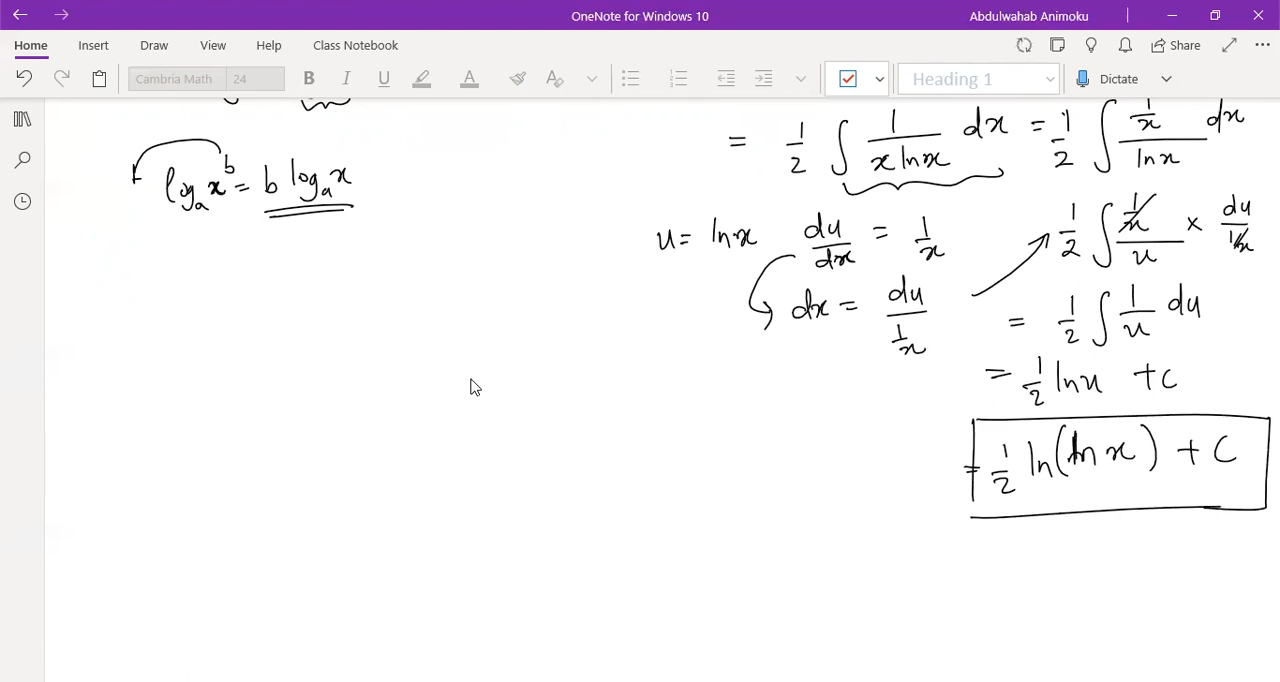 OneNote for Windows 10
Abdulwahab Animoku
Home Insert Draw View Help Class Notebook
Share
Cambria Math 24 B I U A Heading 1 Dictate
= 1/2 ∫ 1/(x ln x) dx = 1/2 ∫ (1/x)/(ln x) dx
logₐ x^b = b logₐ x
u = ln x du/dx = 1/x
1/2 ∫ (1/x)/u × du/(1/x)
dx = du/(1/x)
= 1/2 ∫ 1/u du
= 1/2 ln u + C
= 1/2 ln(ln x) + C